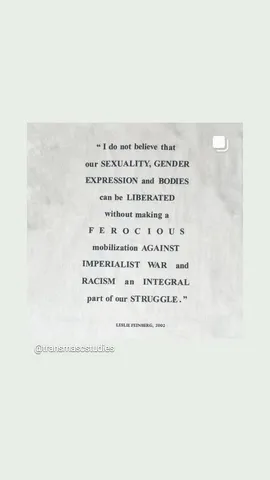 “ I do not believe that
our SEXUALITY, GENDER
EXPRESSION and BODIES
can be LIBERATED
without making a
F E R O C I O U S
mobilization AGAINST
IMPERIALIST WAR and
RACISM an INTEGRAL
part of our STRUGGLE . ”
LESLIE FEINBERG, 2002
@transmascstudies